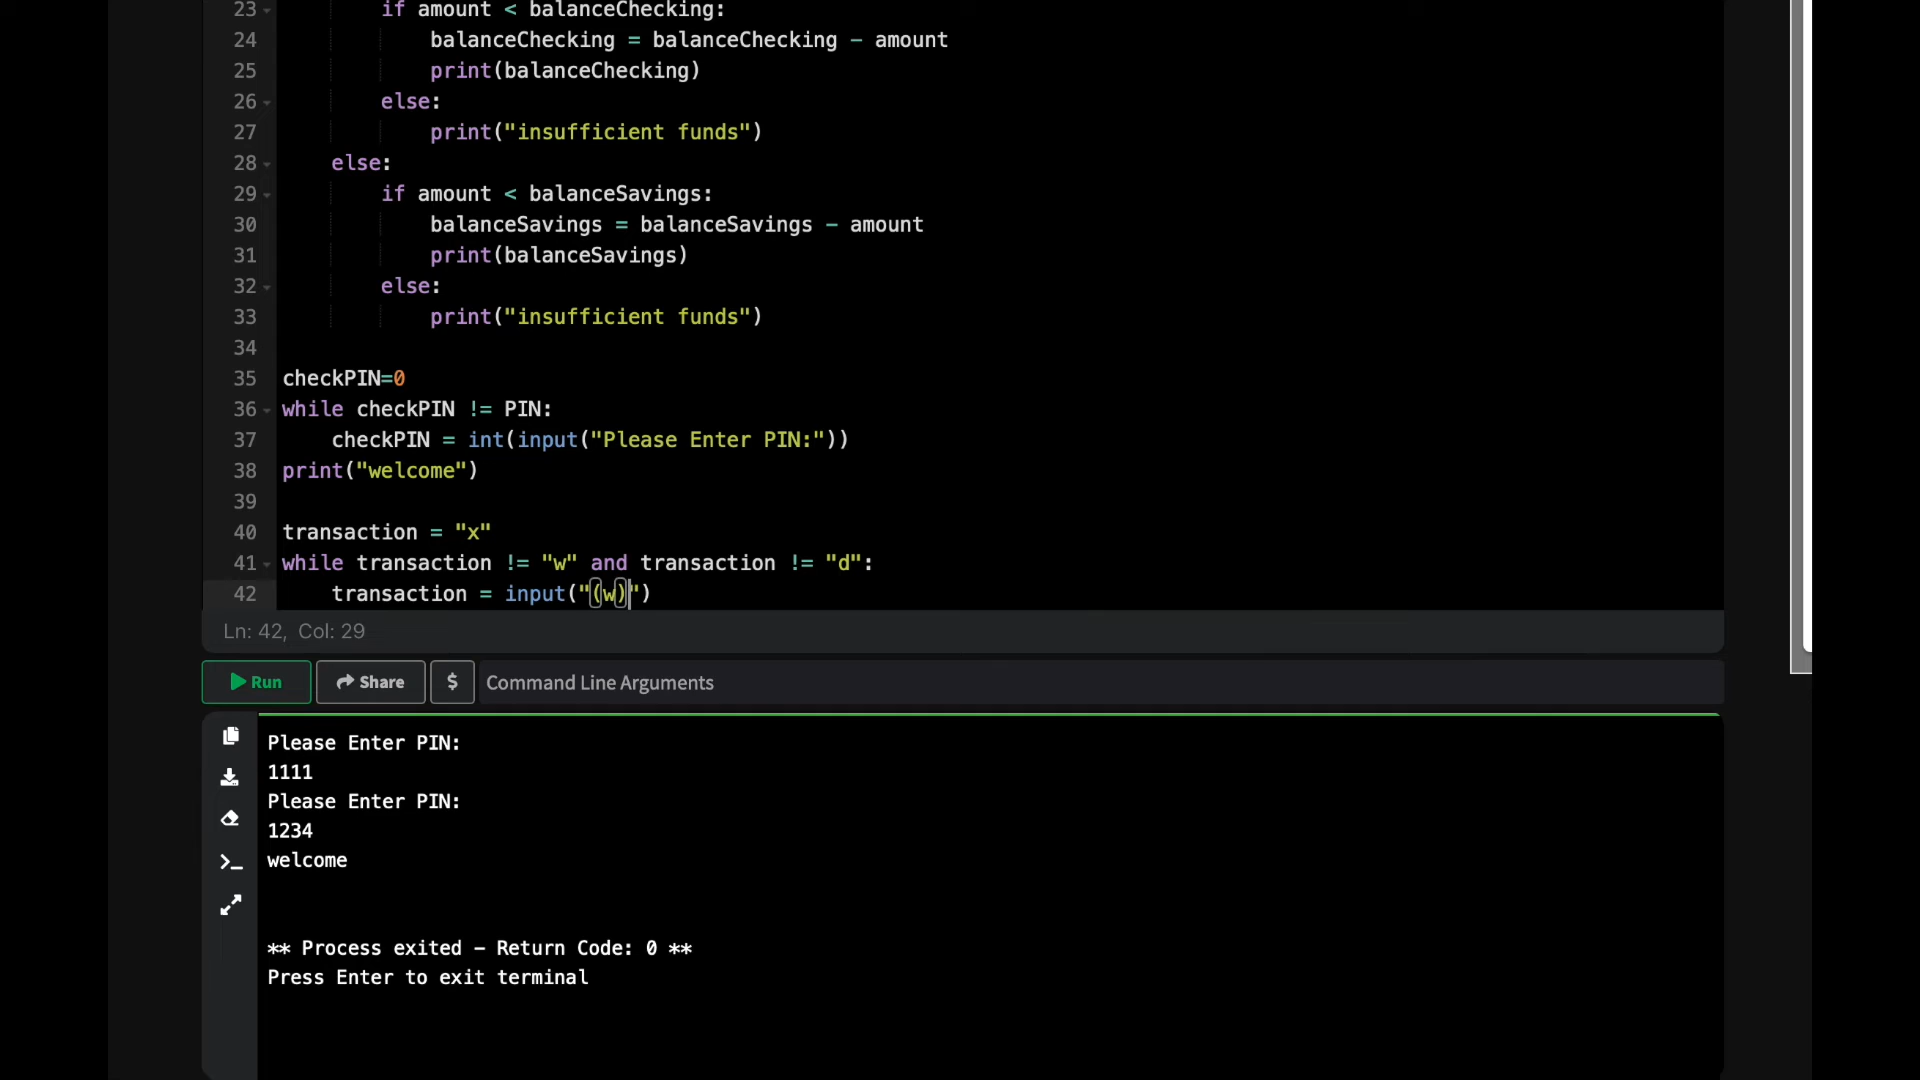 23 if amount < balanceChecking:
24 balanceChecking = balanceChecking - amount
25 print(balanceChecking)
26 else:
27 print("insufficient funds")
28 else:
29 if amount < balanceSavings:
30 balanceSavings = balanceSavings - amount
31 print(balanceSavings)
32 else:
33 print("insufficient funds")
34
35 checkPIN=0
36 while checkPIN != PIN:
37 checkPIN = int(input("Please Enter PIN:"))
38 print("welcome")
39
40 transaction = "x"
41 while transaction != "w" and transaction != "d":
42 transaction = input("(w)")
Ln: 42, Col: 29
Run Share $ Command Line Arguments
Please Enter PIN:
1111
Please Enter PIN:
1234
welcome
** Process exited - Return Code: 0 **
Press Enter to exit terminal